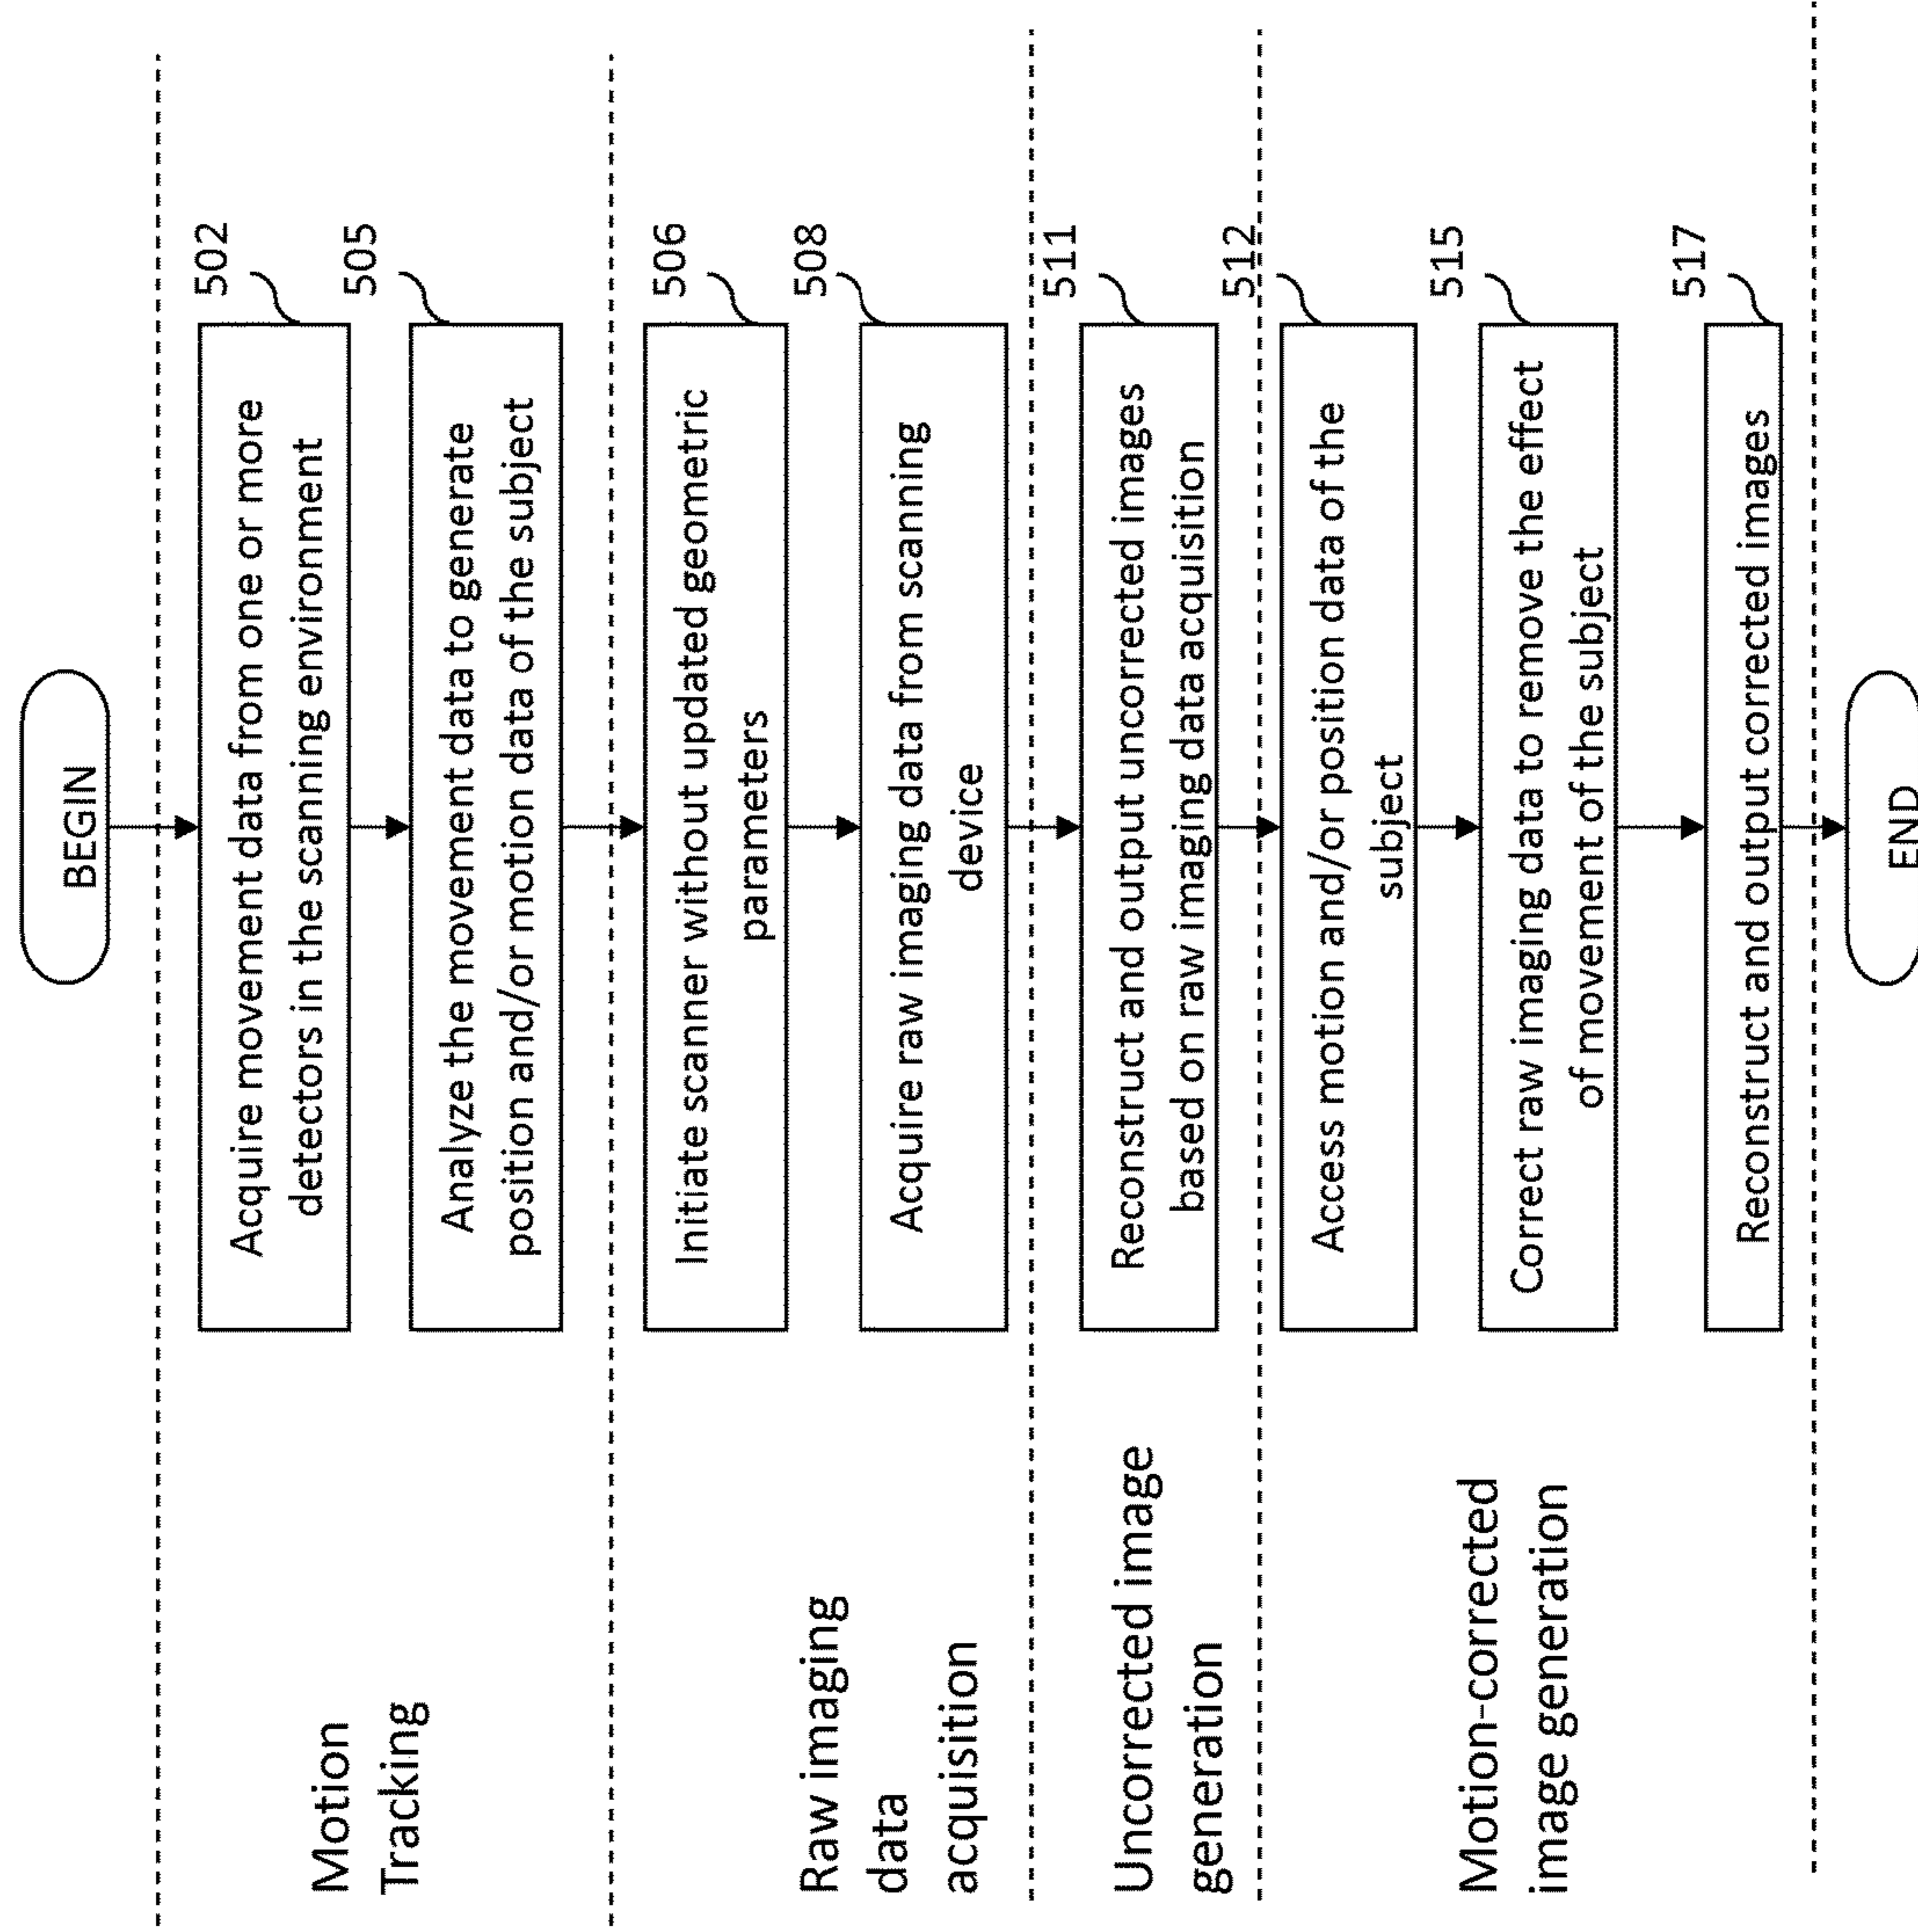 BEGIN
Motion
Tracking
502
Acquire movement data from one or more
detectors in the scanning environment
505
Analyze the movement data to generate
position and/or motion data of the subject
Raw imaging
data
acquisition
506
Initiate scanner without updated geometric
parameters
508
Acquire raw imaging data from scanning
device
Uncorrected image
generation
511
Reconstruct and output uncorrected images
based on raw imaging data acquisition
Motion-corrected
image generation
512
Access motion and/or position data of the
subject
515
Correct raw imaging data to remove the effect
of movement of the subject
517
Reconstruct and output corrected images
END